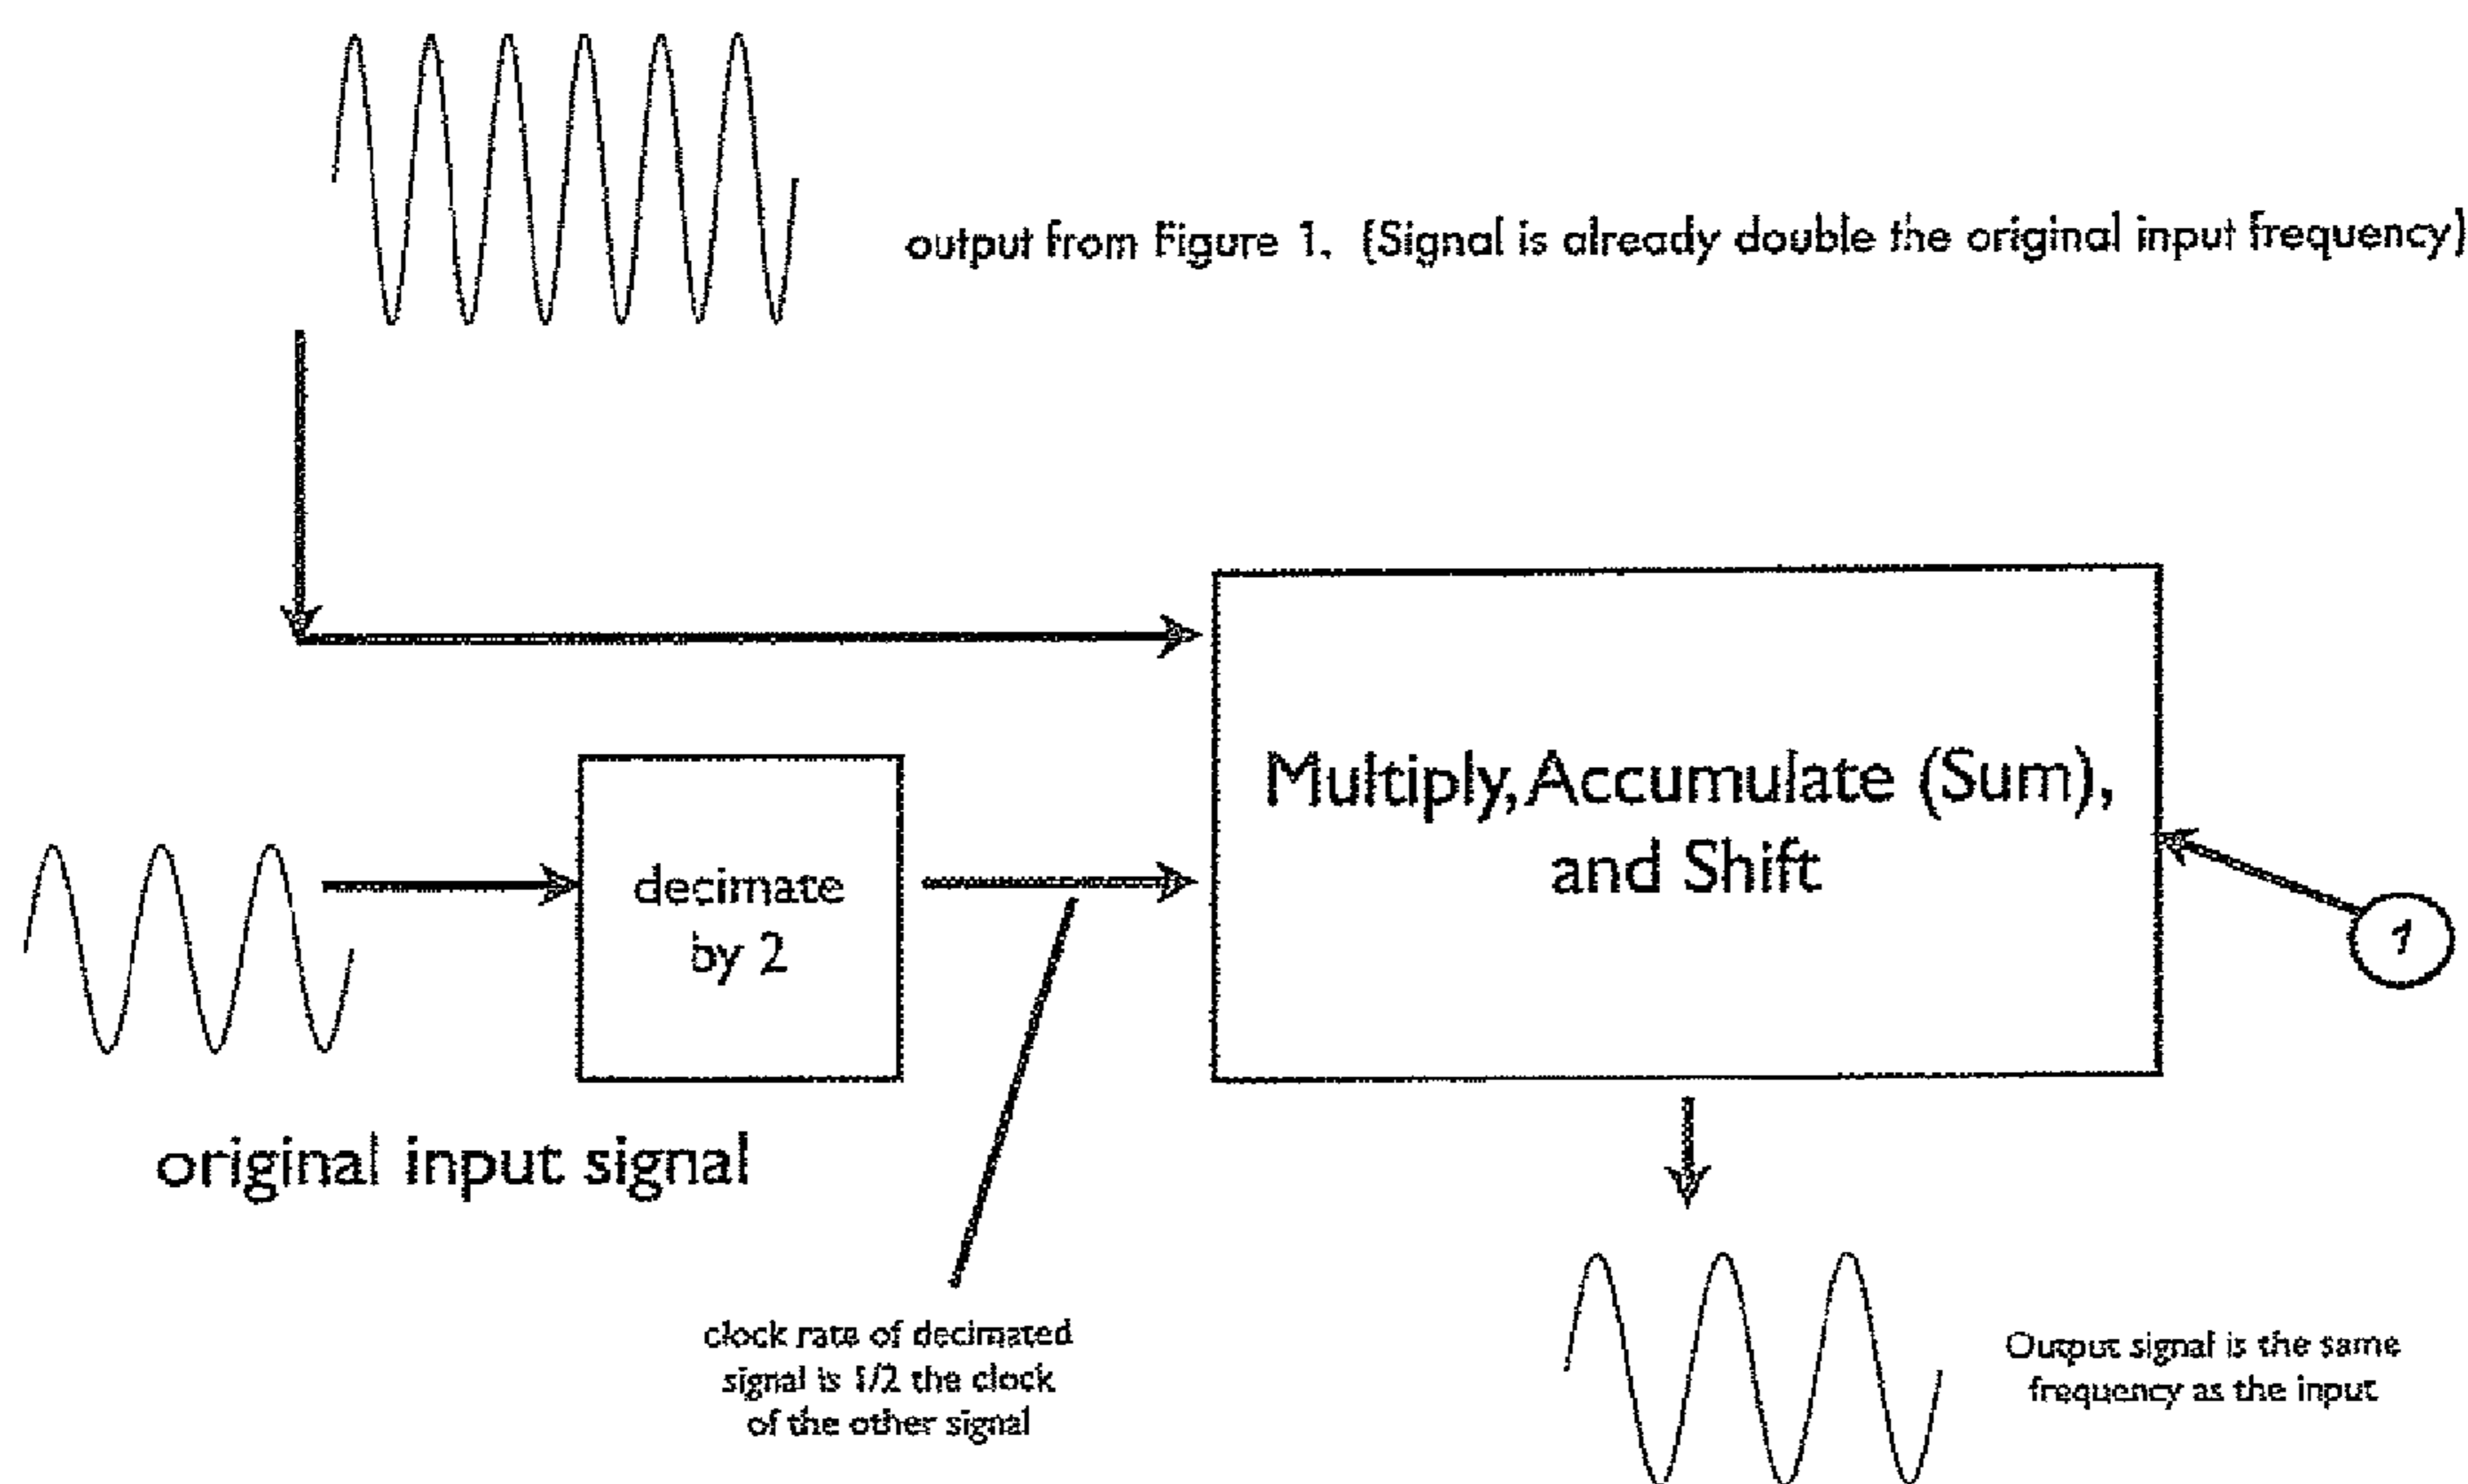 output from Figure 1. (Signal is already double the original input frequency)
Multiply, Accumulate (Sum),
and Shift
decimate
by 2
1
original input signal
clock rate of decimated
signal is 1/2 the clock
of the other signal
Output signal is the same
frequency as the input